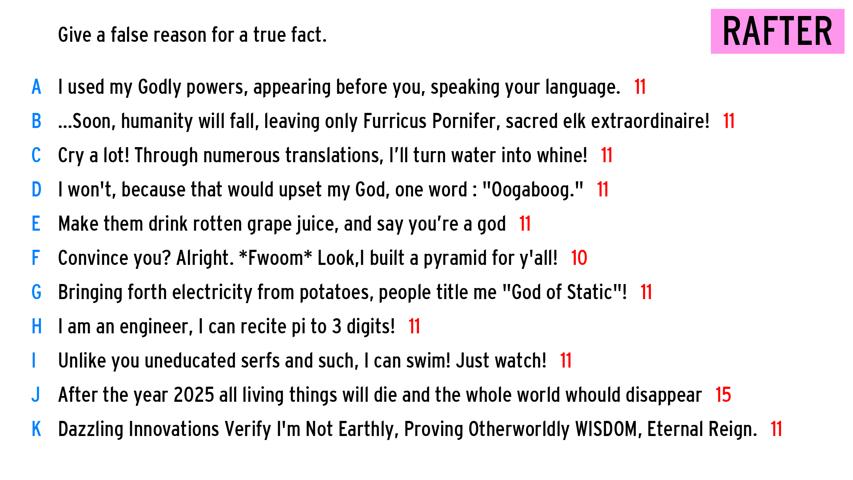 Give a false reason for a true fact.
RAFTER
A I used my Godly powers, appearing before you, speaking your language. 11
B ...Soon, humanity will fall, leaving only Furricus Pornifer, sacred elk extraordinaire! 11
C Cry a lot! Through numerous translations, I'll turn water into whine! 11
D I won't, because that would upset my God, one word : "Oogaboog." 11
E Make them drink rotten grape juice, and say you're a god 11
F Convince you? Alright. *Fwoom* Look,I built a pyramid for y'all! 10
G Bringing forth electricity from potatoes, people title me "God of Static"! 11
H I am an engineer, I can recite pi to 3 digits! 11
I Unlike you uneducated serfs and such, I can swim! Just watch! 11
J After the year 2025 all living things will die and the whole world whould disappear 15
K Dazzling Innovations Verify I'm Not Earthly, Proving Otherworldly WISDOM, Eternal Reign. 11